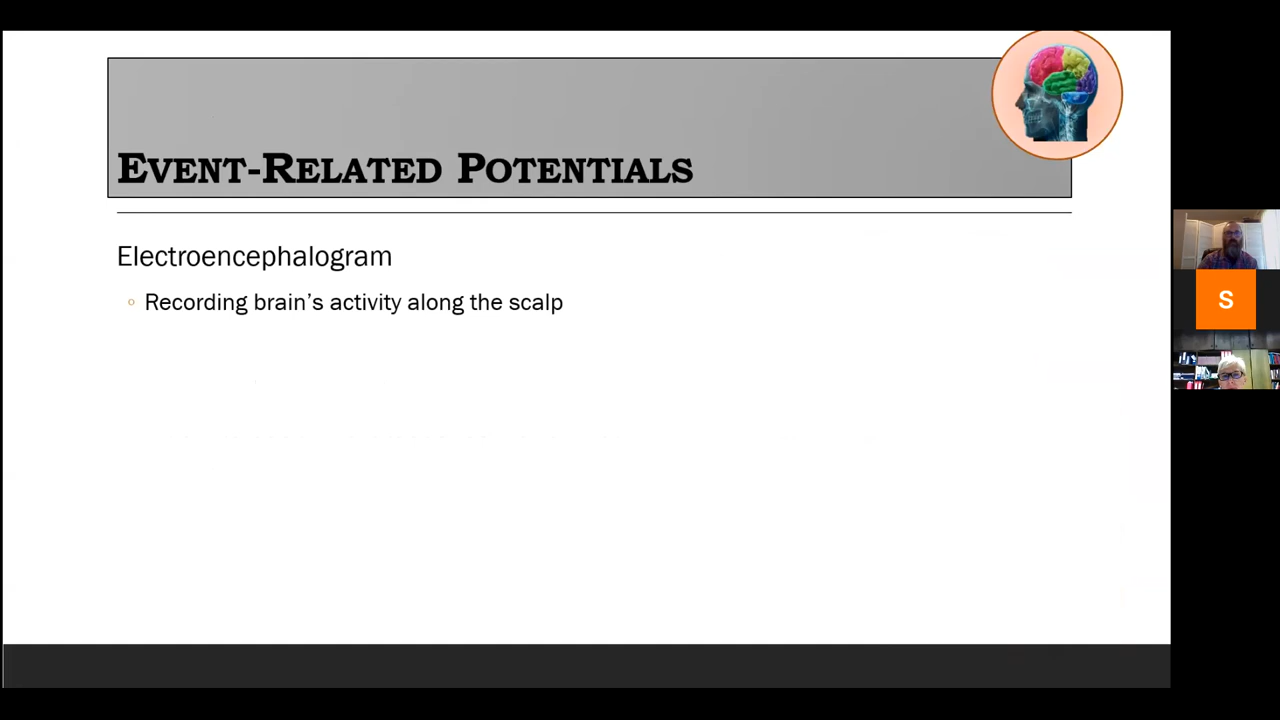 EVENT-RELATED POTENTIALS
Electroencephalogram
Recording brain’s activity along the scalp
S